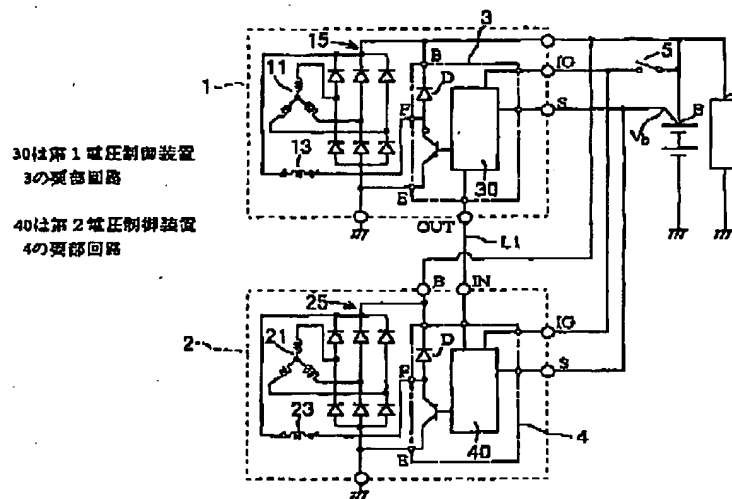 15
3
B
IG
5
1
11
D
F
S
B
Vb
13
30は第1電圧制御装置
3の要部回路
30
E
OUT
40は第2電圧制御装置
4の要部回路
L1
B
IN
25
2
21
D
IG
F
S
23
40
4
E